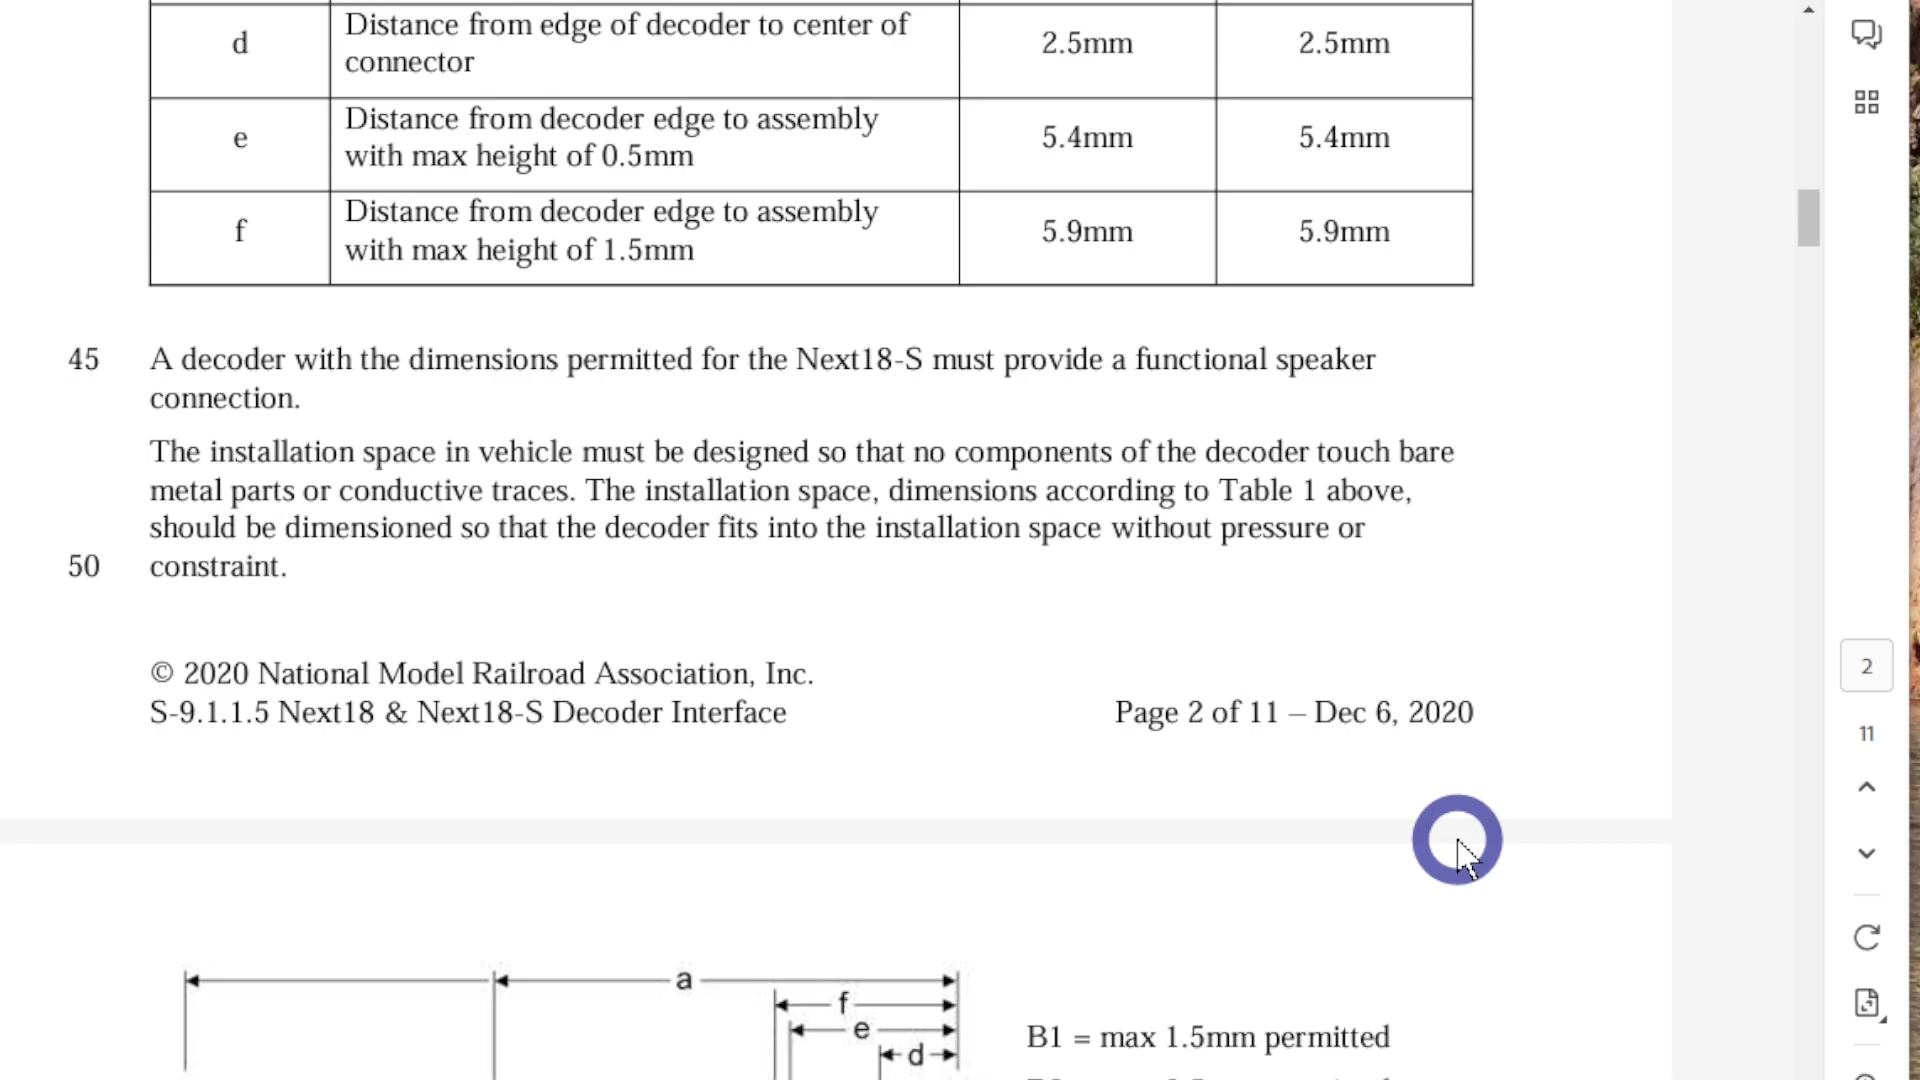 d
Distance from edge of decoder to center of
connector
2.5mm
2.5mm
e
Distance from decoder edge to assembly
with max height of 0.5mm
5.4mm
5.4mm
f
Distance from decoder edge to assembly
with max height of 1.5mm
5.9mm
5.9mm
45 A decoder with the dimensions permitted for the Next18-S must provide a functional speaker
connection.
The installation space in vehicle must be designed so that no components of the decoder touch bare
metal parts or conductive traces. The installation space, dimensions according to Table 1 above,
should be dimensioned so that the decoder fits into the installation space without pressure or
50 constraint.
© 2020 National Model Railroad Association, Inc.
S-9.1.1.5 Next18 & Next18-S Decoder Interface
Page 2 of 11 – Dec 6, 2020
2
11
a
f
e
d
B1 = max 1.5mm permitted